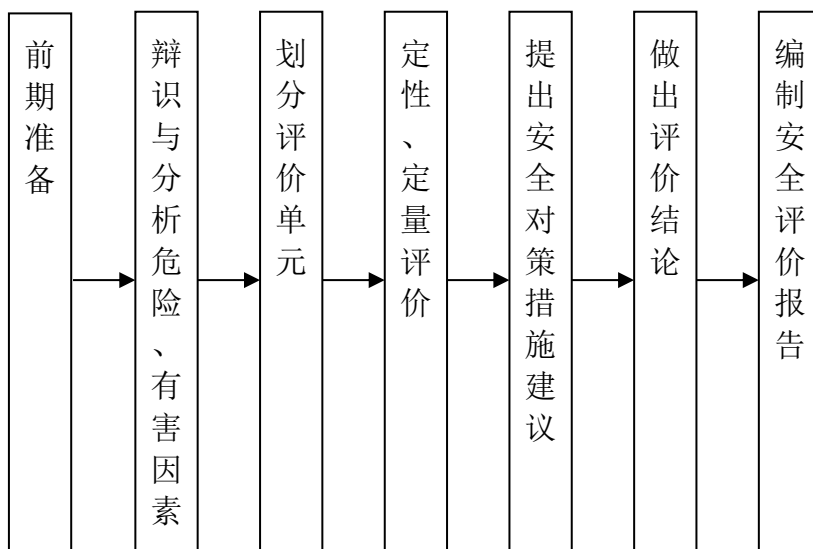 前期准备
辩识与分析危险、有害因素
划分评价单元
定性、定量评价
提出安全对策措施建议
做出评价结论
编制安全评价报告